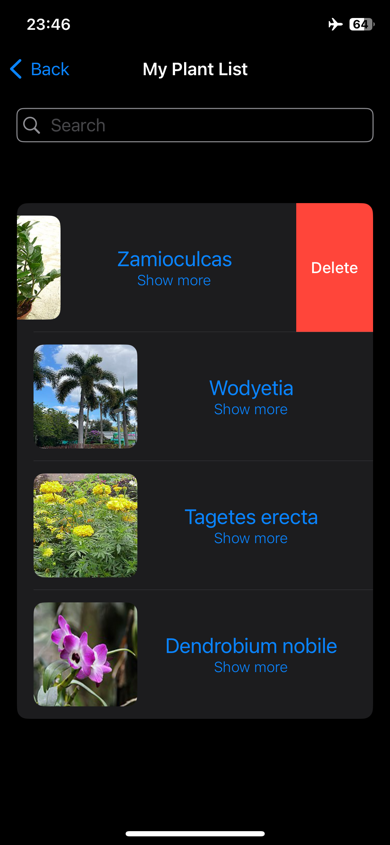 23:46
64
Back
My Plant List
Search
Zamioculcas
Show more
Delete
Wodyetia
Show more
Tagetes erecta
Show more
Dendrobium nobile
Show more